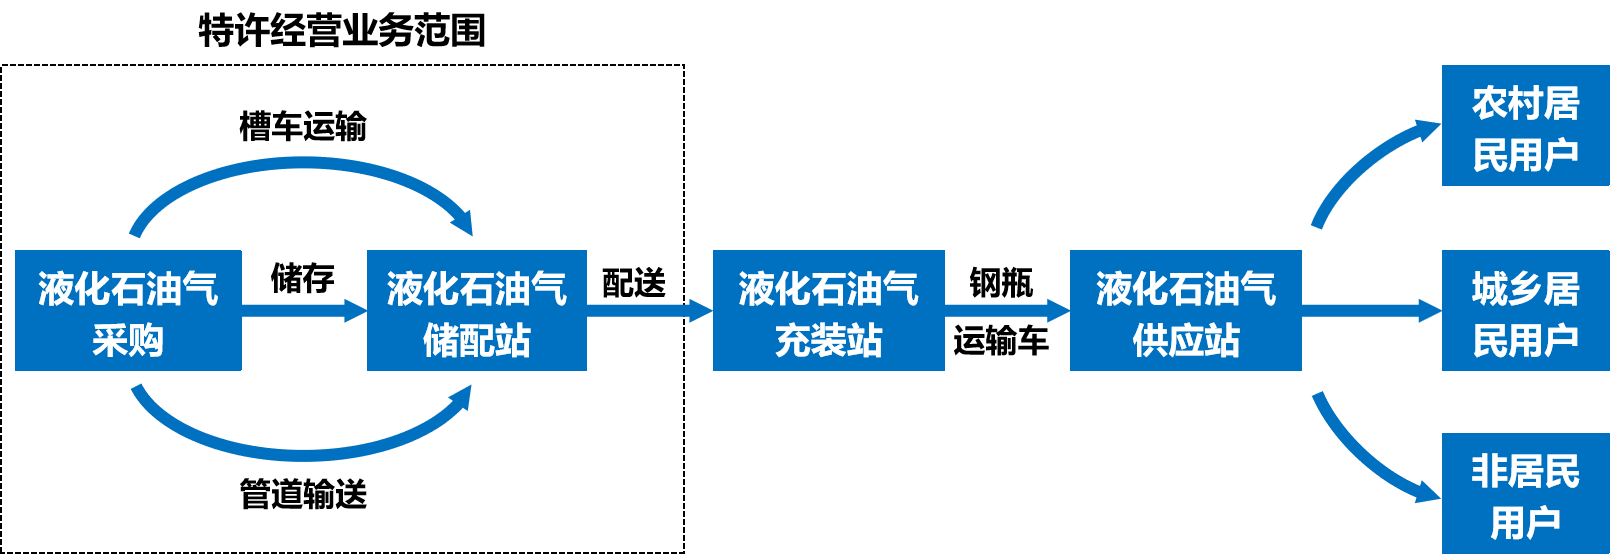 特许经营业务范围
槽车运输
液化石油气
采购
储存
液化石油气
储配站
配送
管道输送
液化石油气
充装站
钢瓶
运输车
液化石油气
供应站
农村居
民用户
城乡居
民用户
非居民
用户